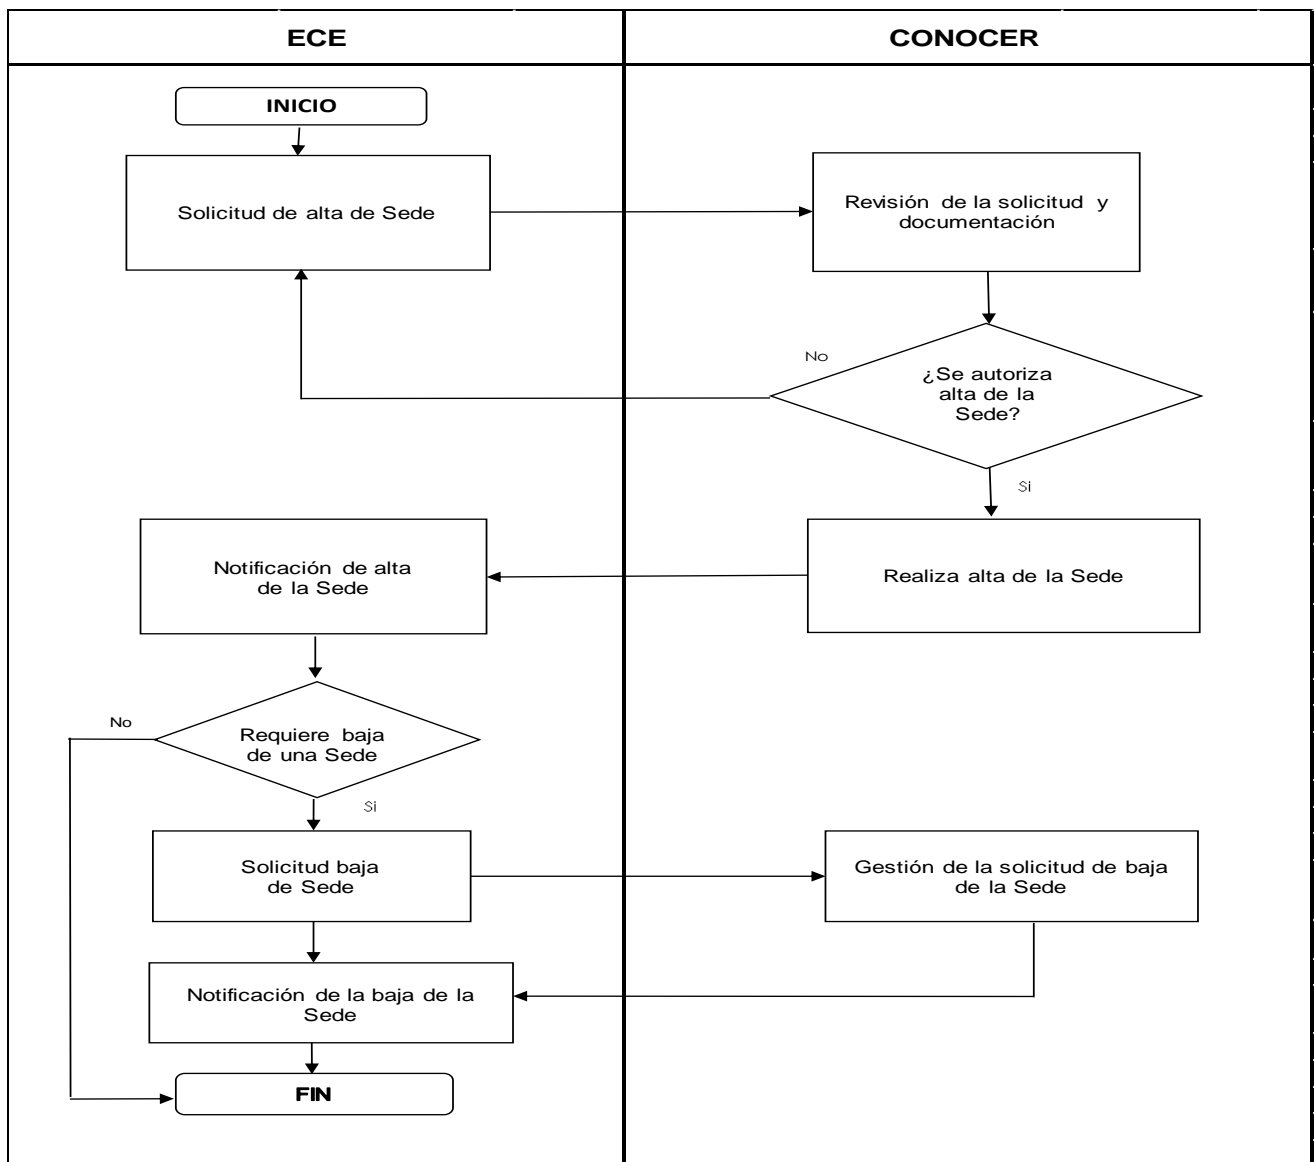 ECE
CONOCER
INICIO
Solicitud de alta de Sede
Revisión de la solicitud y
documentación
No
¿Se autoriza
alta de la
Sede?
Si
Notificación de alta
de la Sede
Realiza alta de la Sede
No
Requiere baja
de una Sede
Si
Solicitud baja
de Sede
Gestión de la solicitud de baja
de la Sede
Notificación de la baja de la
Sede
FIN